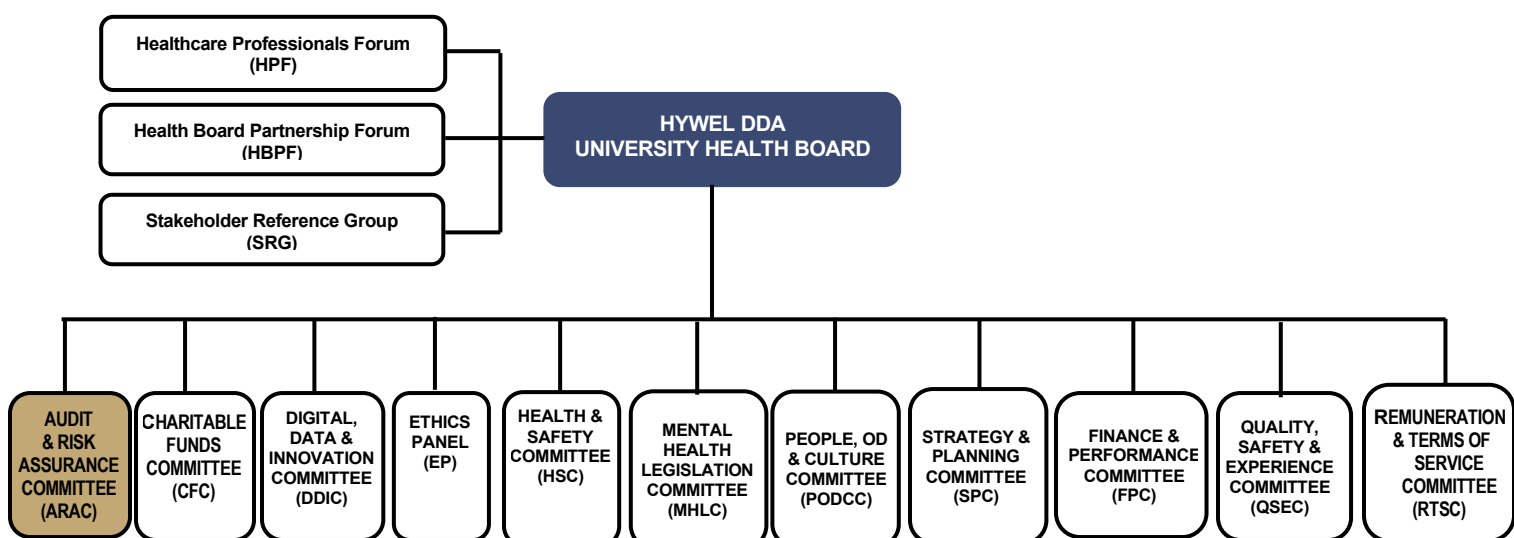 Healthcare Professionals Forum
(HPF)
Health Board Partnership Forum
(HBPF)
Stakeholder Reference Group
(SRG)
HYWEL DDA
UNIVERSITY HEALTH BOARD
AUDIT
& RISK
ASSURANCE
COMMITTEE
(ARAC)
CHARITABLE
FUNDS
COMMITTEE
(CFC)
DIGITAL,
DATA &
INNOVATION
COMMITTEE
(DDIC)
ETHICS
PANEL
(EP)
HEALTH &
SAFETY
COMMITTEE
(HSC)
MENTAL
HEALTH
LEGISLATION
COMMITTEE
(MHLC)
PEOPLE, OD
& CULTURE
COMMITTEE
(PODCC)
STRATEGY &
PLANNING
COMMITTEE
(SPC)
FINANCE &
PERFORMANCE
COMMITTEE
(FPC)
QUALITY,
SAFETY &
EXPERIENCE
COMMITTEE
(QSEC)
REMUNERATION
& TERMS OF
SERVICE
COMMITTEE
(RTSC)